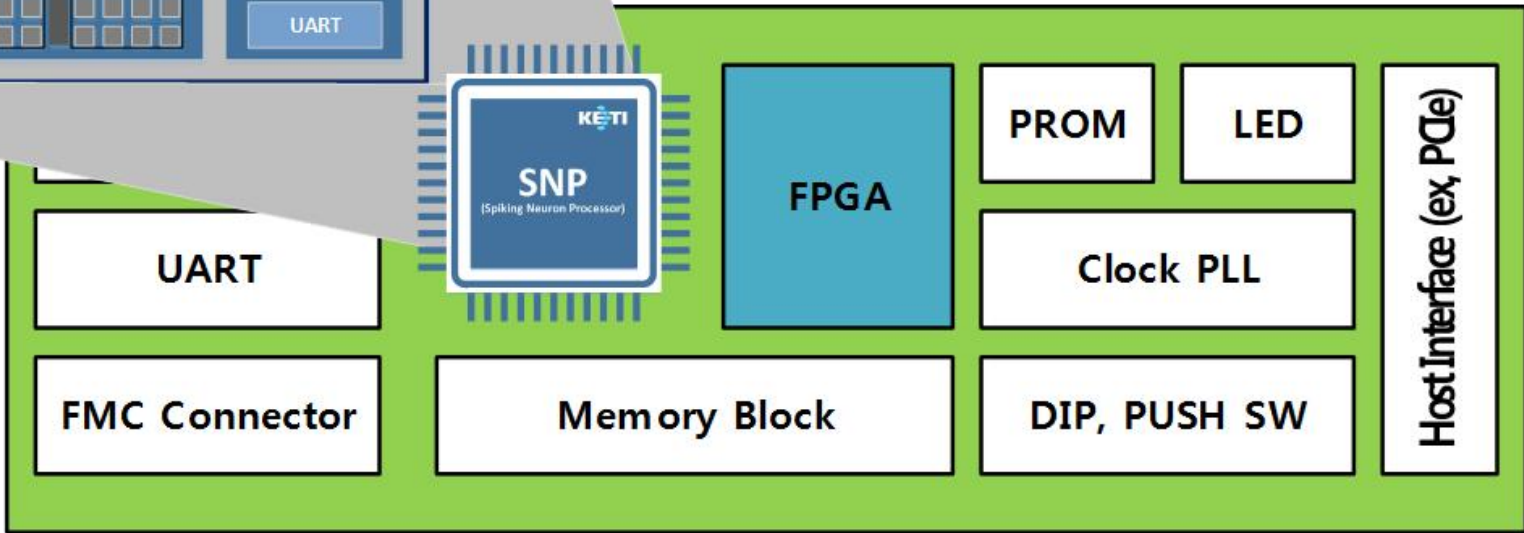 UART
KETI
SNP
(Spiking Neuron Processor)
FPGA
PROM
LED
Host Interface (ex, PCIe)
UART
Clock PLL
FMC Connector
Memory Block
DIP, PUSH SW